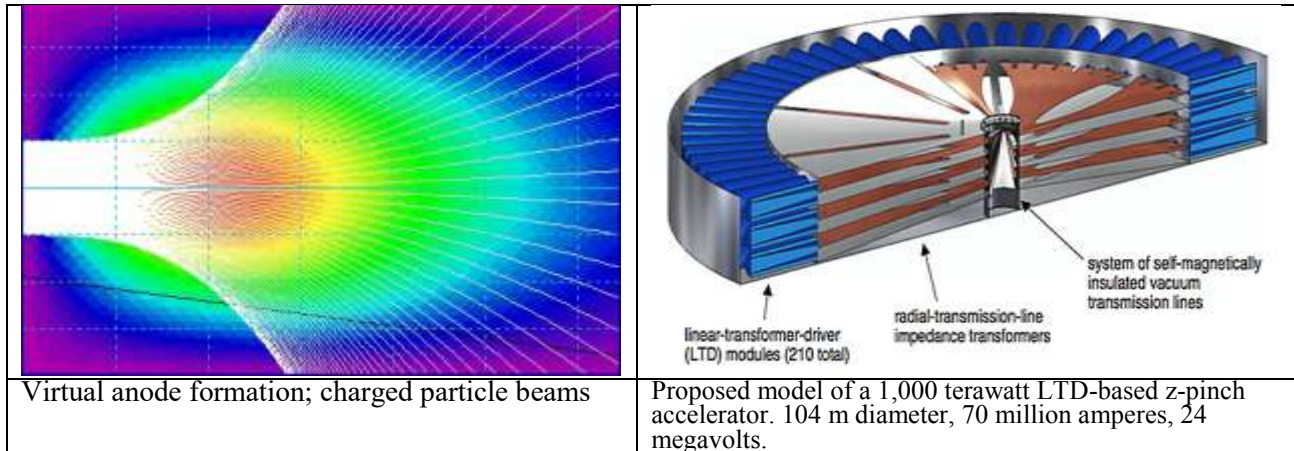 system of self-magnetically
insulated vacuum
transmission lines
radial-transmission-line
impedance transformers
linear-transformer-driver
(LTD) modules (210 total)
Virtual anode formation; charged particle beams
Proposed model of a 1,000 terawatt LTD-based z-pinch
accelerator. 104 m diameter, 70 million amperes, 24
megavolts.